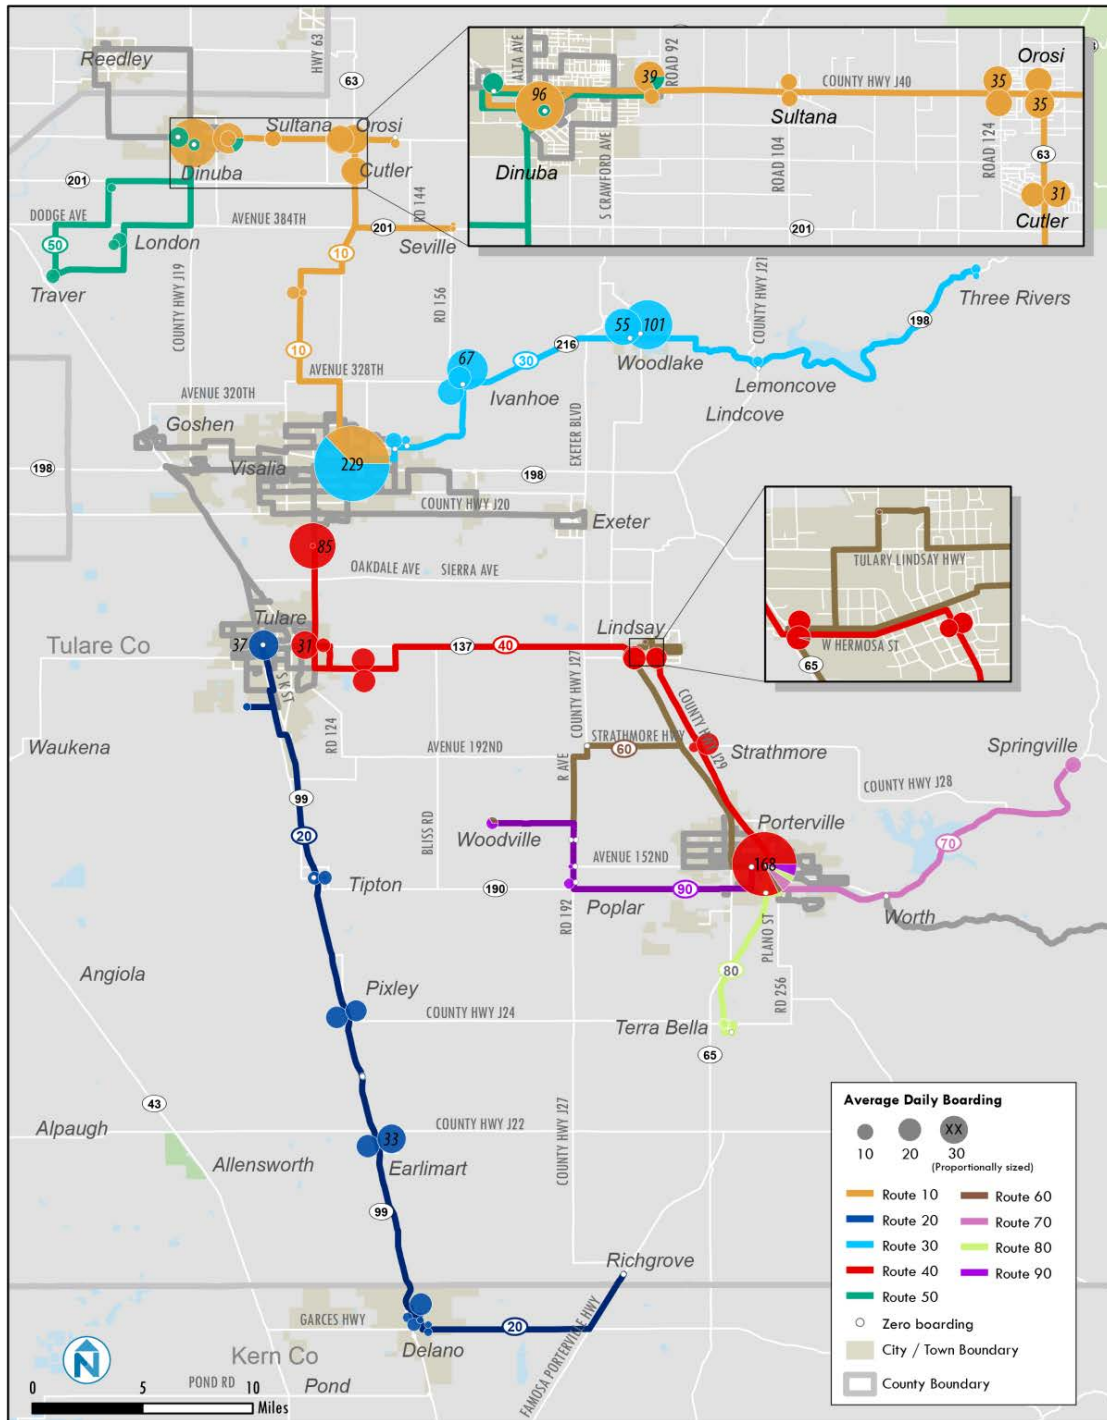 Reedley
HWY 63
63
Sultana
Orosi
Dinuba
Cutler
201
RD 144
DODGE AVE
AVENUE 384TH
201
Seville
50
London
10
Traver
COUNTY HWY J19
RD 156
10
AVENUE 328TH
AVENUE 320TH
Goshen
198
Visalia
229
198
COUNTY HWY J20
Exeter
EXETER BLVD
67
Ivanhoe
30
216
55
101
Woodlake
COUNTY HWY J21
Lemoncove
Lindcove
198
Three Rivers
ALTA AVE
39
ROAD 92
96
Dinuba
S CRAWFORD AVE
Sultana
ROAD 104
COUNTY HWY J40
35
Orosi
35
ROAD 124
63
31
Cutler
201
85
OAKDALE AVE
SIERRA AVE
Tulare
37
31
Tulare Co
137
40
Lindsay
COUNTY HWY J27
S K ST
RD 124
TULARY LINDSAY HWY
W HERMOSA ST
65
Waukena
AVENUE 192ND
STRATHMORE HWY
60
COUNTY HWY J29
Strathmore
Springville
COUNTY HWY J28
R AVE
99
20
BLISS RD
Woodville
Porterville
168
AVENUE 152ND
70
Tipton
190
90
RD 192
Poplar
Worth
PLANO ST
80
RD 256
Angiola
Pixley
COUNTY HWY J24
Terra Bella
65
43
Alpaugh
COUNTY HWY J22
33
Allensworth
Earlimart
COUNTY HWY J27
99
Richgrove
GARCES HWY
20
Delano
FAMOSA PORTERVILLE HWY
Kern Co
POND RD
Pond
N
0 5 10
Miles
Average Daily Boarding
XX
10 20 30
(Proportionally sized)
Route 10
Route 20
Route 30
Route 40
Route 50
Route 60
Route 70
Route 80
Route 90
Zero boarding
City / Town Boundary
County Boundary